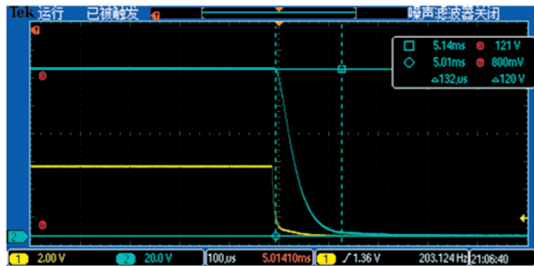 Tek 运行 已被触发 噪声滤波器关闭
5.14ms 121 V
5.01ms 800mV
△132µs △120 V
2
1 2.00 V 2 20.0 V 100µs 5.01410ms 1 1.36 V 203.124 Hz 21:06:40